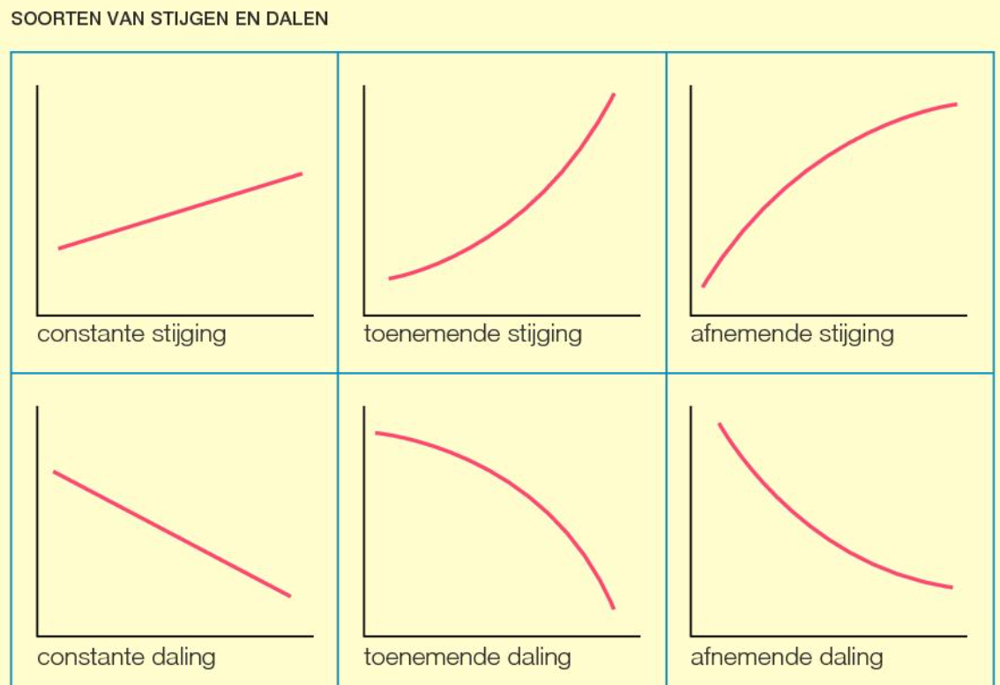 SOORTEN VAN STIJGEN EN DALEN
constante stijging
toenemende stijging
afnemende stijging
constante daling
toenemende daling
afnemende daling